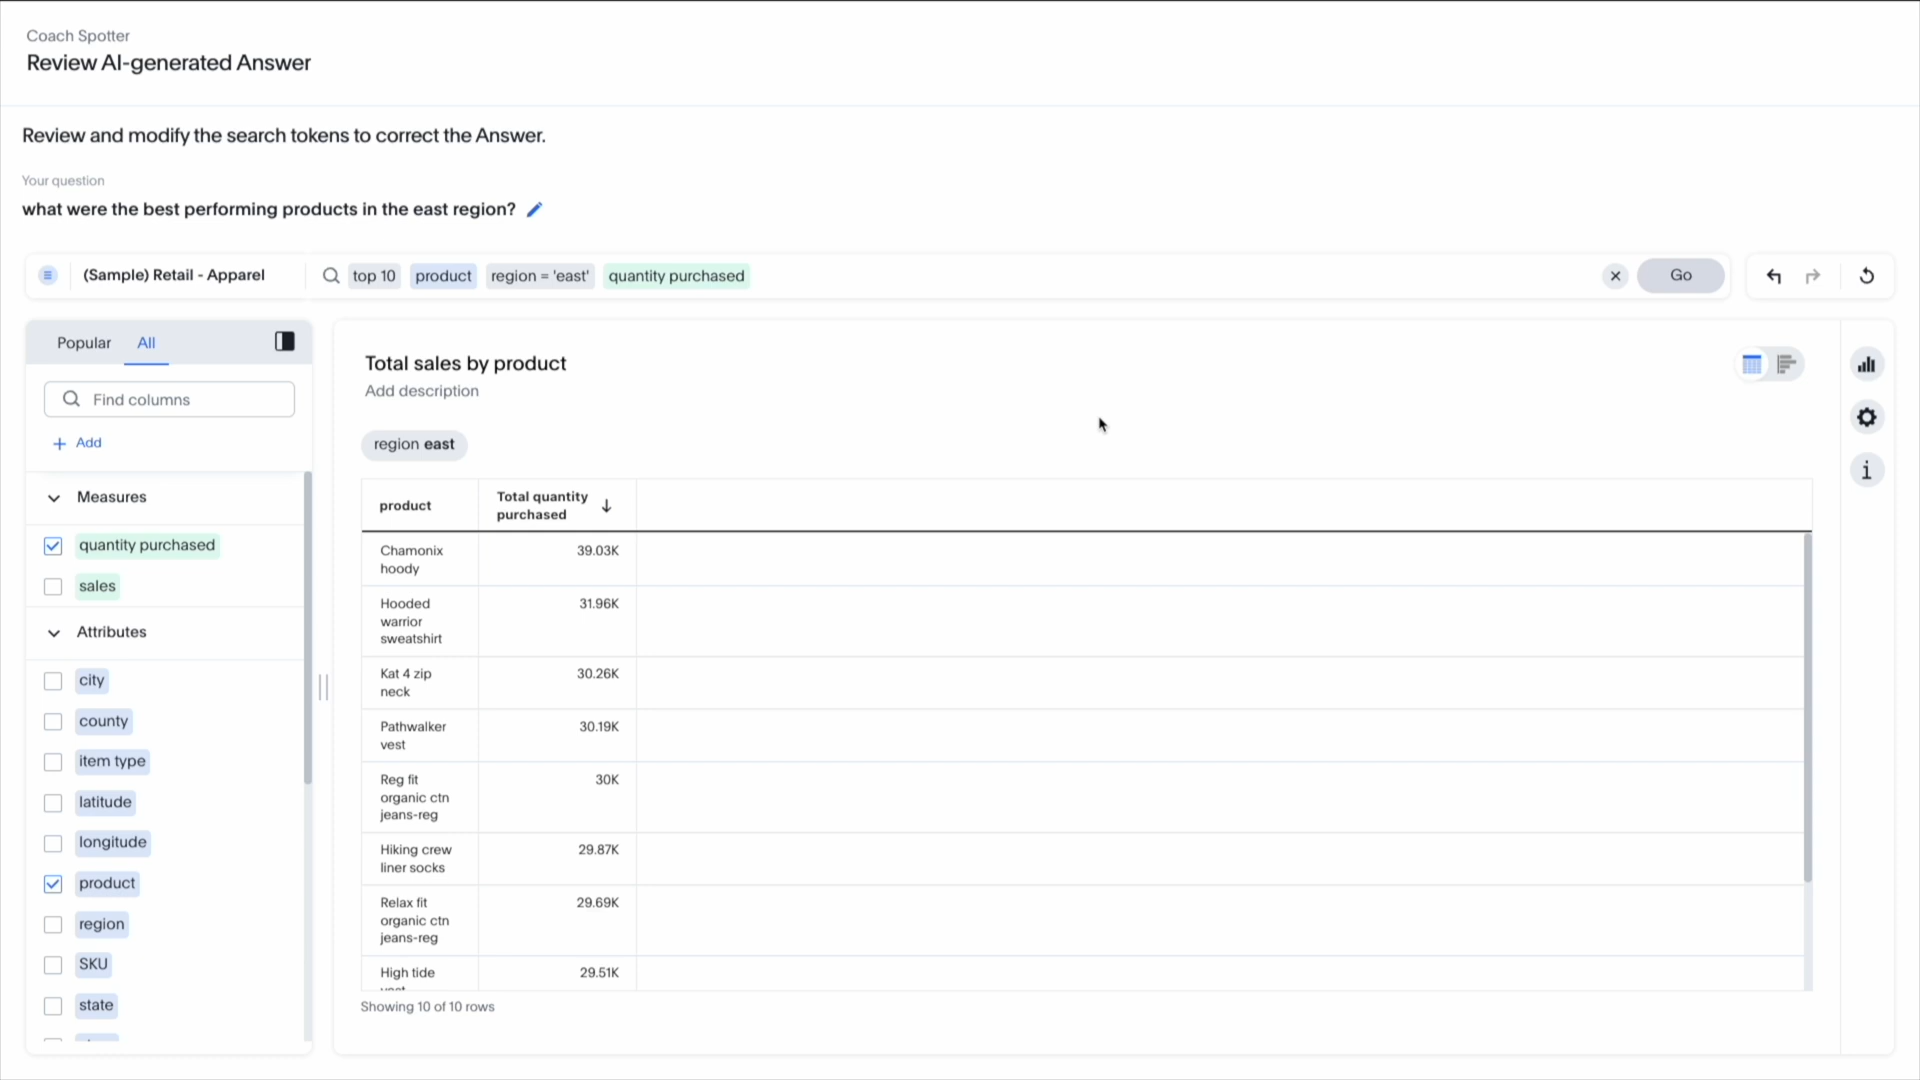 Coach Spotter
Review AI-generated Answer
Review and modify the search tokens to correct the Answer.
Your question
what were the best performing products in the east region?
(Sample) Retail - Apparel
top 10 product region = 'east' quantity purchased
Go
Popular All
Find columns
+ Add
Measures
quantity purchased
sales
Attributes
city
county
item type
latitude
longitude
product
region
SKU
state
Total sales by product
Add description
region east
product
Total quantity
purchased
Chamonix
hoody
39.03K
Hooded
warrior
sweatshirt
31.96K
Kat 4 zip
neck
30.26K
Pathwalker
vest
30.19K
Reg fit
organic ctn
jeans-reg
30K
Hiking crew
liner socks
29.87K
Relax fit
organic ctn
jeans-reg
29.69K
High tide
29.51K
Showing 10 of 10 rows